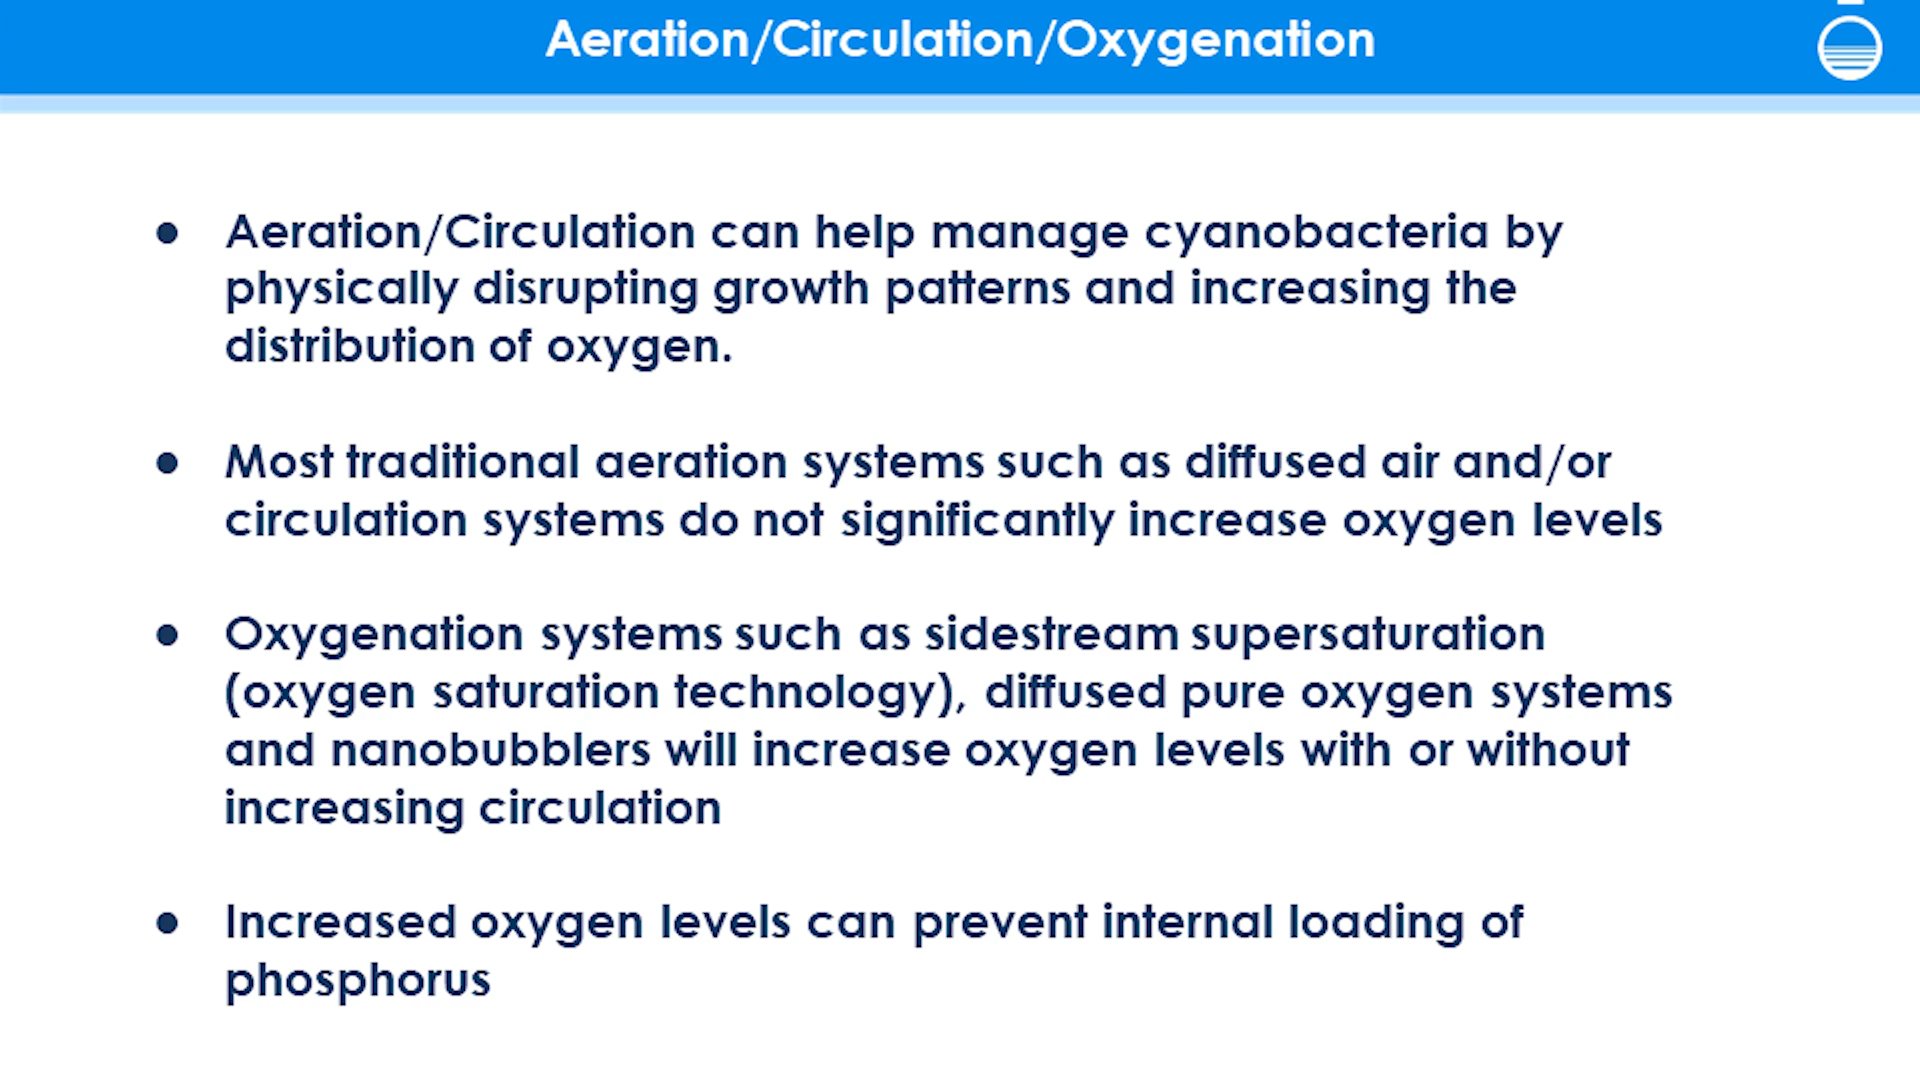 Aeration/Circulation/Oxygenation
● Aeration/Circulation can help manage cyanobacteria by
physically disrupting growth patterns and increasing the
distribution of oxygen.
● Most traditional aeration systems such as diffused air and/or
circulation systems do not significantly increase oxygen levels
● Oxygenation systems such as sidestream supersaturation
(oxygen saturation technology), diffused pure oxygen systems
and nanobubblers will increase oxygen levels with or without
increasing circulation
● Increased oxygen levels can prevent internal loading of
phosphorus